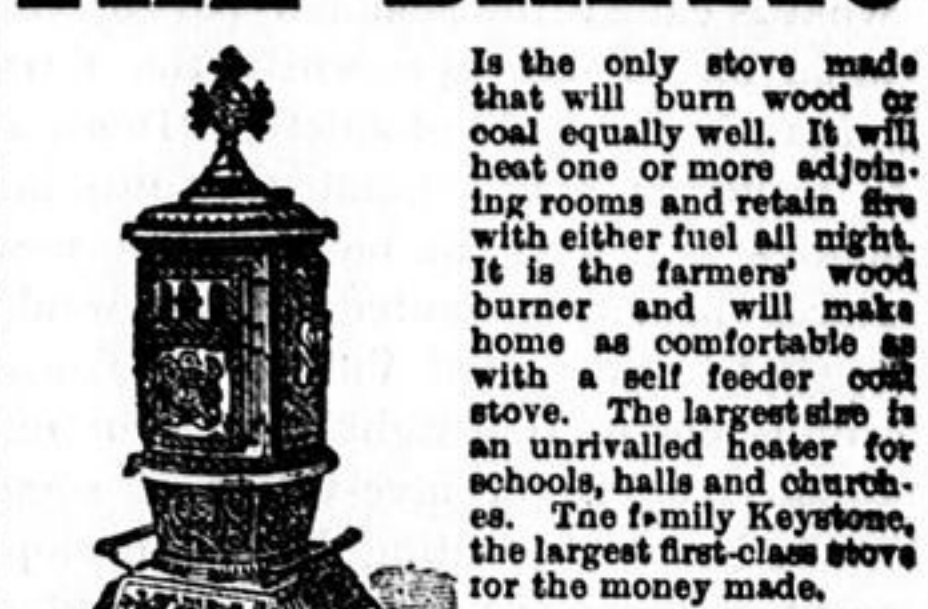 Is the only stove made
that will burn wood or
coal equally well. It will
heat one or more adjoin-
ing rooms and retain fire
with either fuel all night.
It is the farmers' wood
burner and will make
home as comfortable as
with a self feeder coal
stove. The largest size is
an unrivalled heater for
schools, halls and church-
es. Tne family Keystone,
the largest first-class stove
ror the money made.